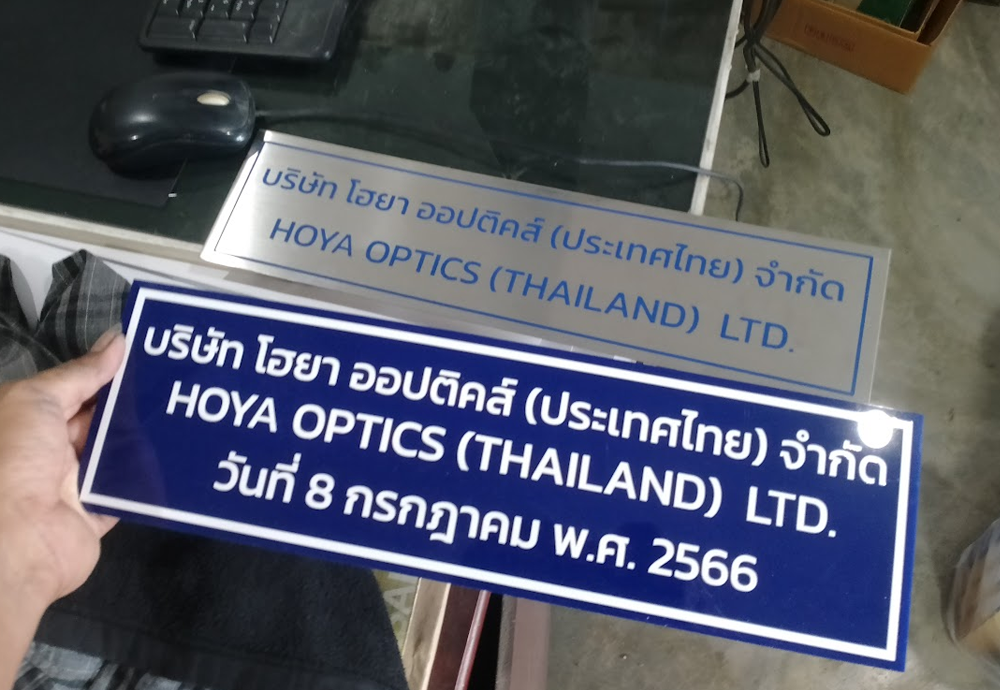 บริษัท โฮยา ออปติคส์ (ประเทศไทย) จำกัด
HOYA OPTICS (THAILAND) LTD.
บริษัท โฮยา ออปติคส์ (ประเทศไทย) จำกัด
HOYA OPTICS (THAILAND) LTD.
วันที่ 8 กรกฎาคม พ.ศ. 2566